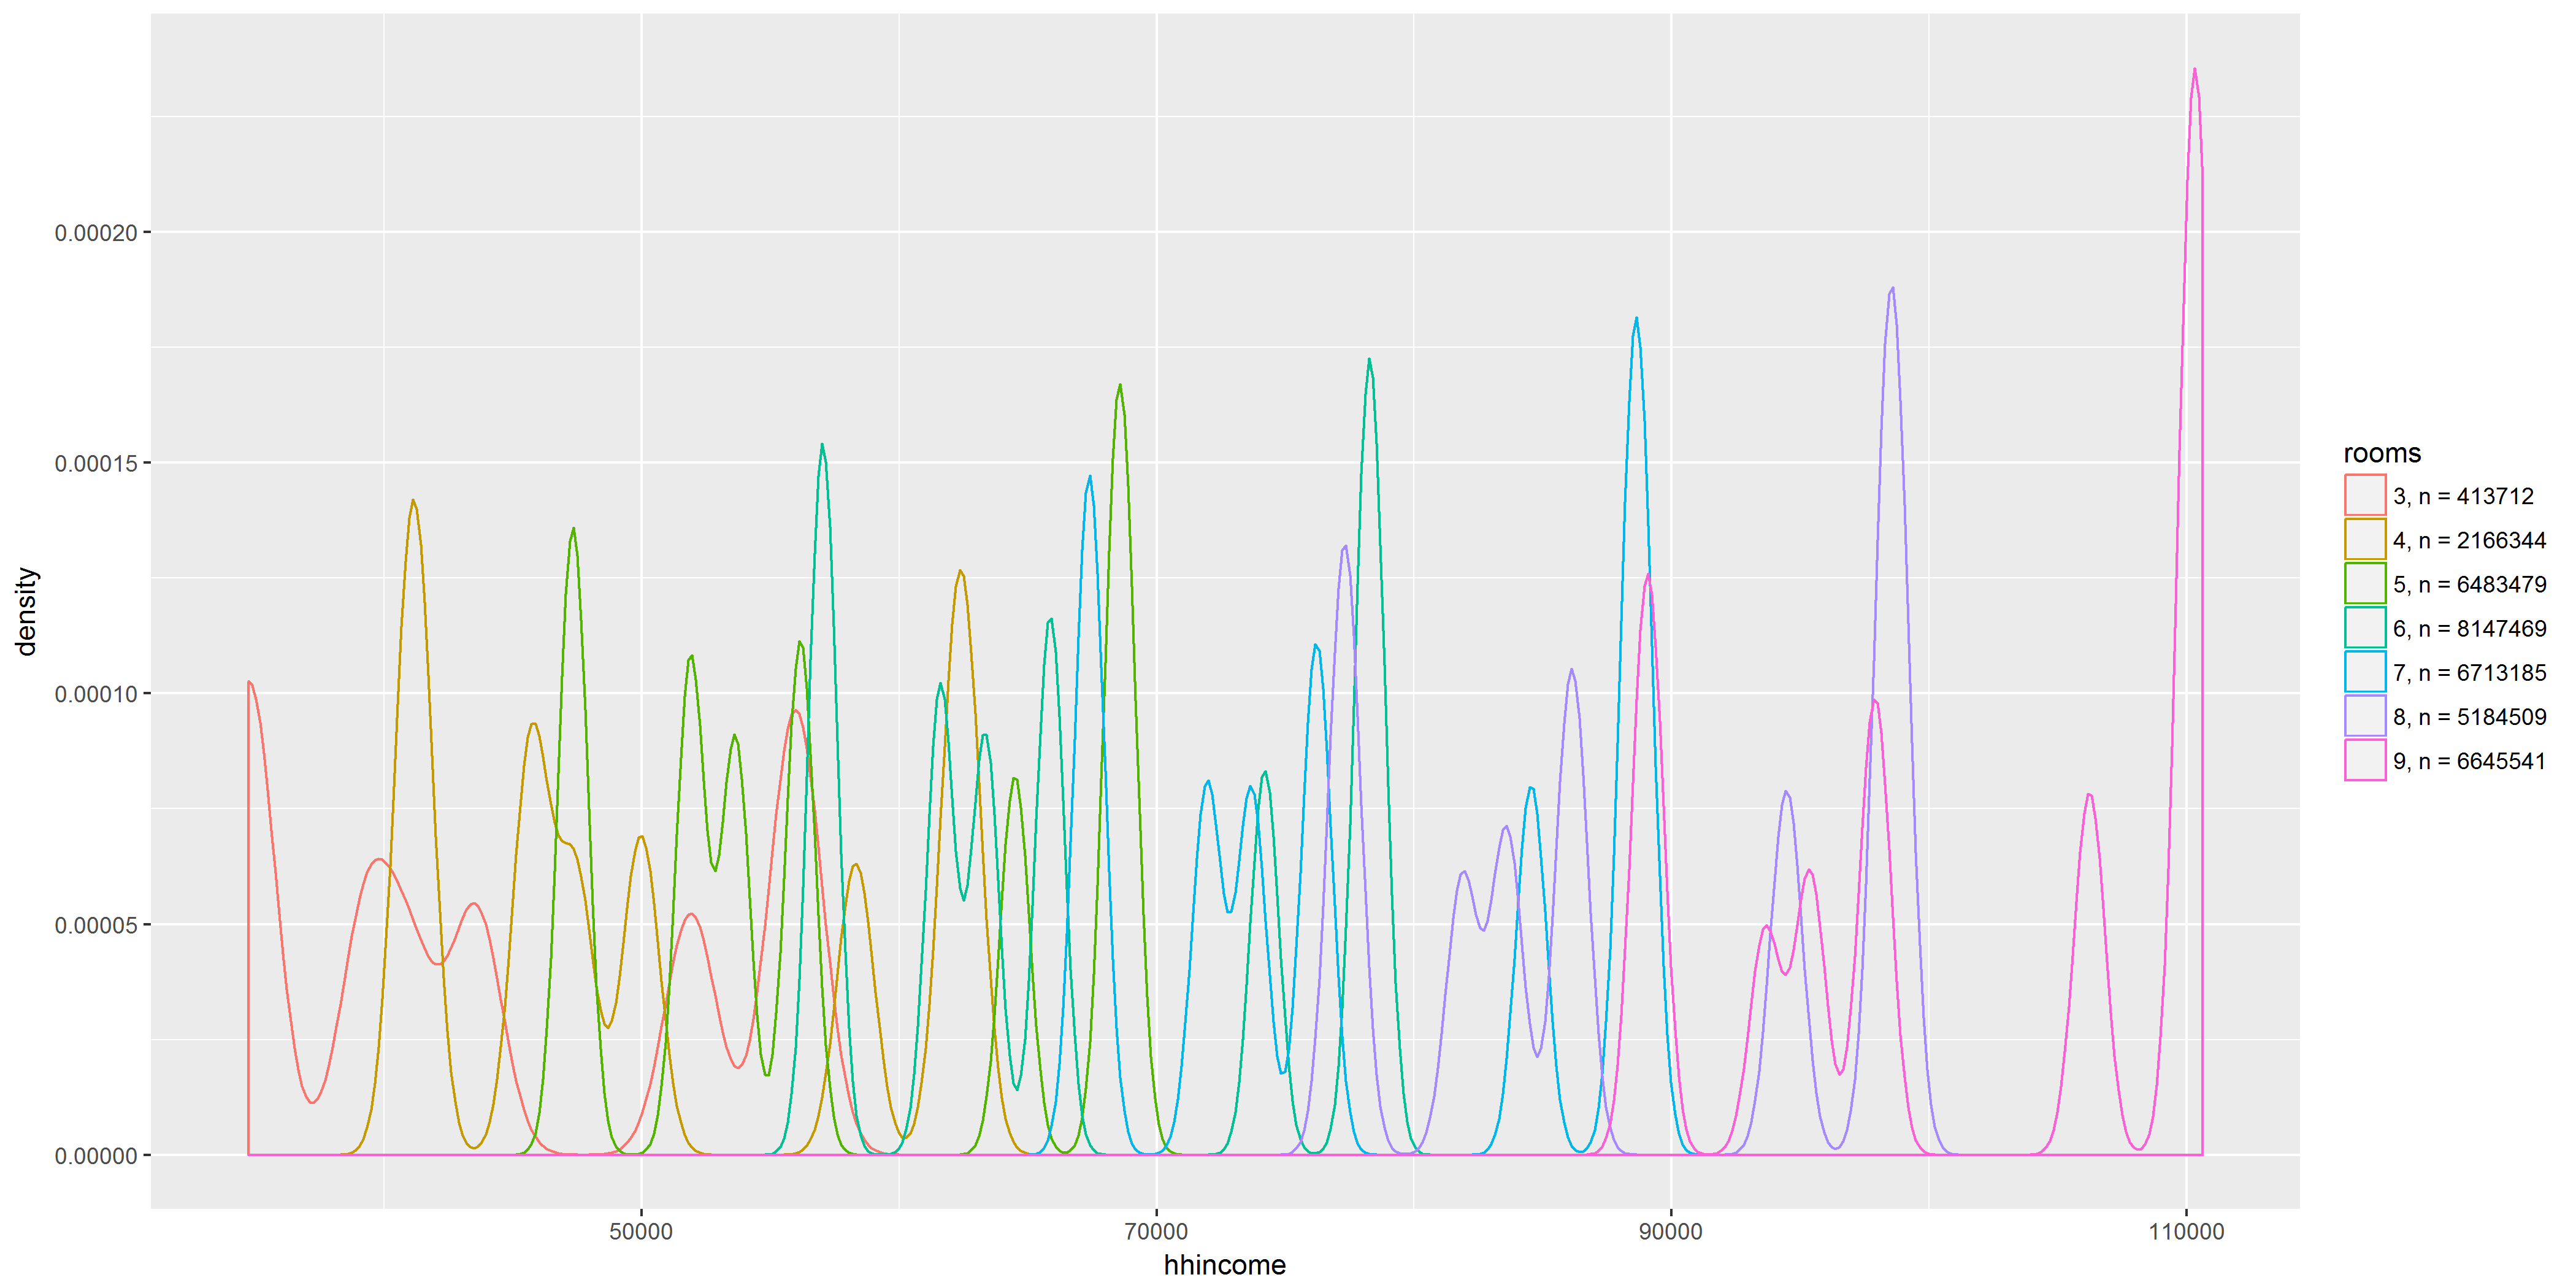 density
0.00020
0.00015
0.00010
0.00005
0.00000
50000 70000 90000 110000
hhincome
rooms
3, n = 413712
4, n = 2166344
5, n = 6483479
6, n = 8147469
7, n = 6713185
8, n = 5184509
9, n = 6645541